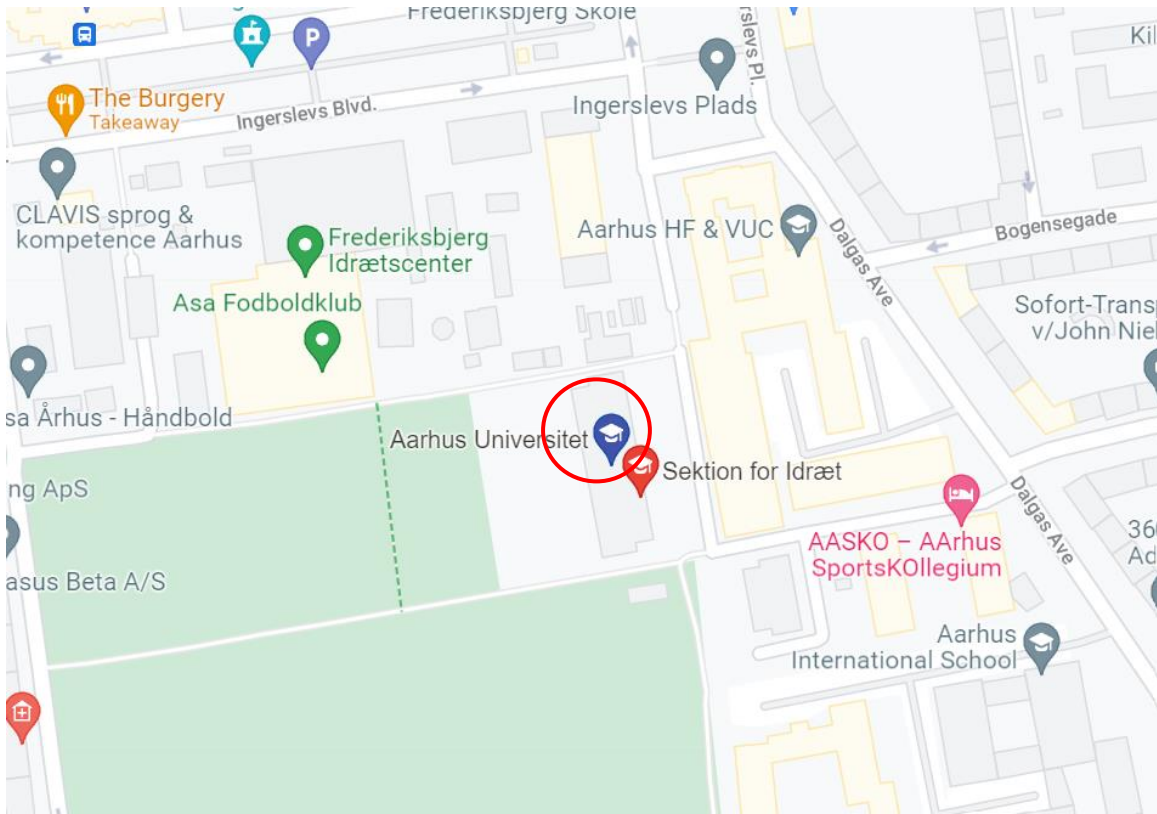 Frederiksbjerg Skole
P
rslevs Pl.
Kil
The Burgery
Takeaway
Ingerslevs Blvd.
Ingerslevs Plads
CLAVIS sprog &
kompetence Aarhus
Aarhus HF & VUC
Dalgas Ave
Bogensegade
Frederiksbjerg
Idrætscenter
Asa Fodboldklub
Sofort-Trans
v/John Niel
sa Århus - Håndbold
Aarhus Universitet
Sektion for Idræt
ng ApS
Dalgas Ave
AASKO – AArhus
SportsKOllegium
36
Ad
asus Beta A/S
Aarhus
International School